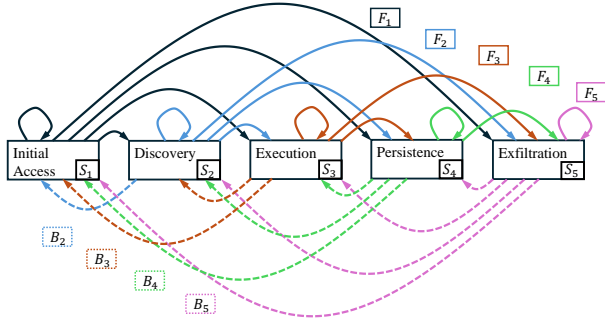 F₁
F₂
F₃
F₄
F₅
Initial
Access
S₁
Discovery
S₂
Execution
S₃
Persistence
S₄
Exfiltration
S₅
B₂
B₃
B₄
B₅